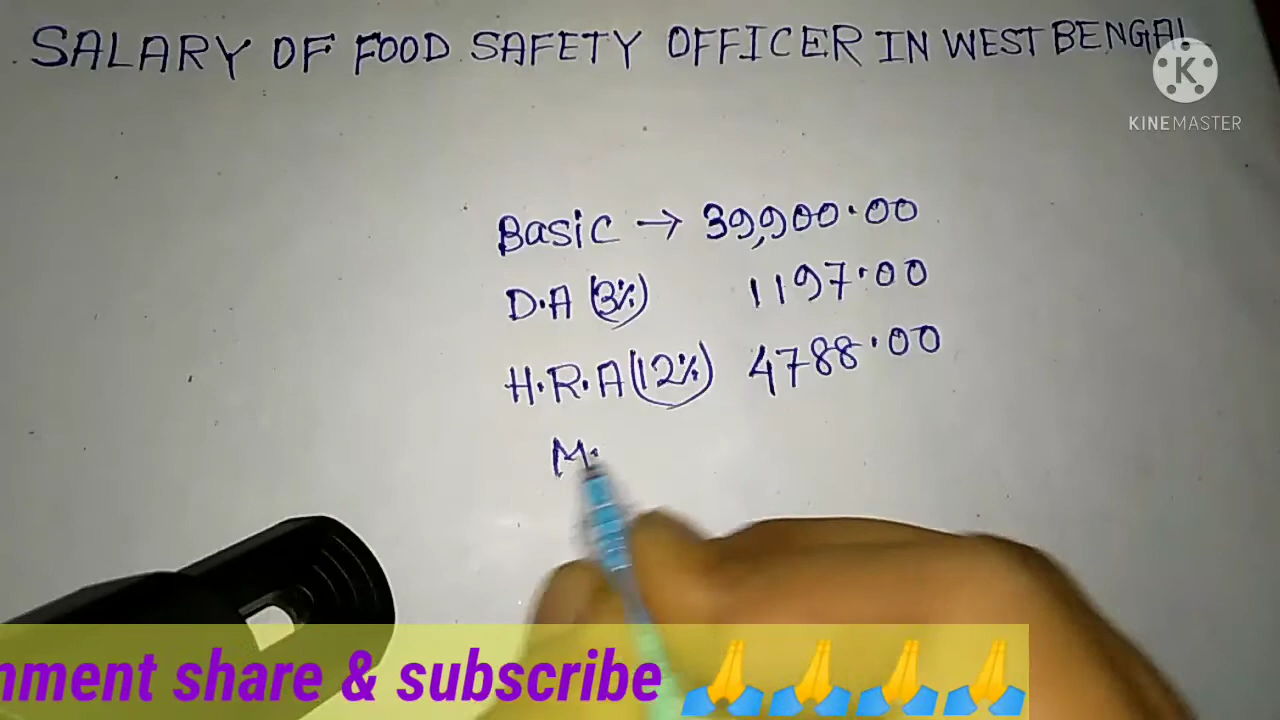 SALARY OF FOOD SAFETY OFFICER IN WEST BENGAL
KINEMASTER
Basic → 39,900.00
D.A (3%) 1197.00
H.R.A (12%) 4788.00
M.
nment share & subscribe 🙏🙏🙏🙏